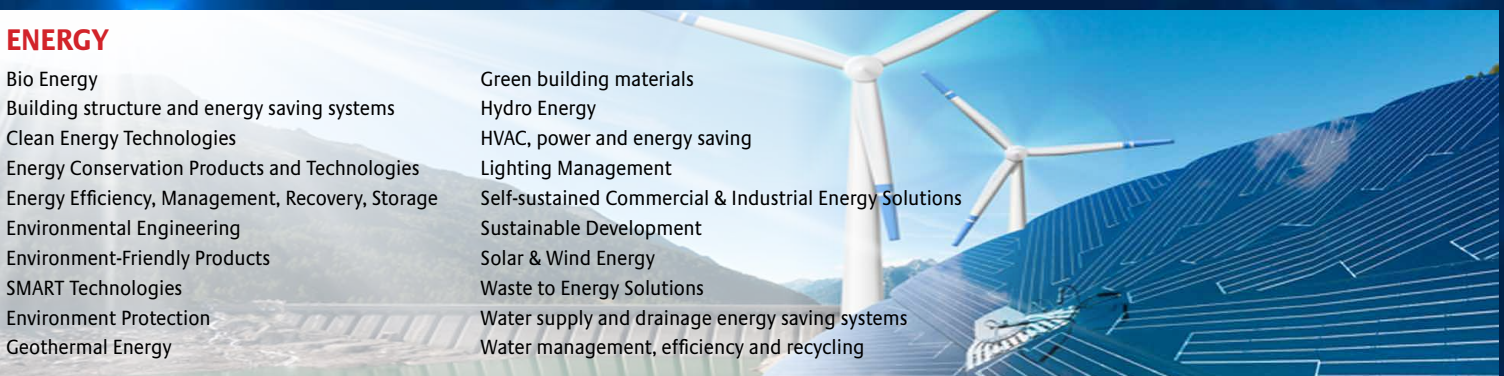 ENERGY
Bio Energy
Building structure and energy saving systems
Clean Energy Technologies
Energy Conservation Products and Technologies
Energy Efficiency, Management, Recovery, Storage
Environmental Engineering
Environment-Friendly Products
SMART Technologies
Environment Protection
Geothermal Energy
Green building materials
Hydro Energy
HVAC, power and energy saving
Lighting Management
Self-sustained Commercial & Industrial Energy Solutions
Sustainable Development
Solar & Wind Energy
Waste to Energy Solutions
Water supply and drainage energy saving systems
Water management, efficiency and recycling